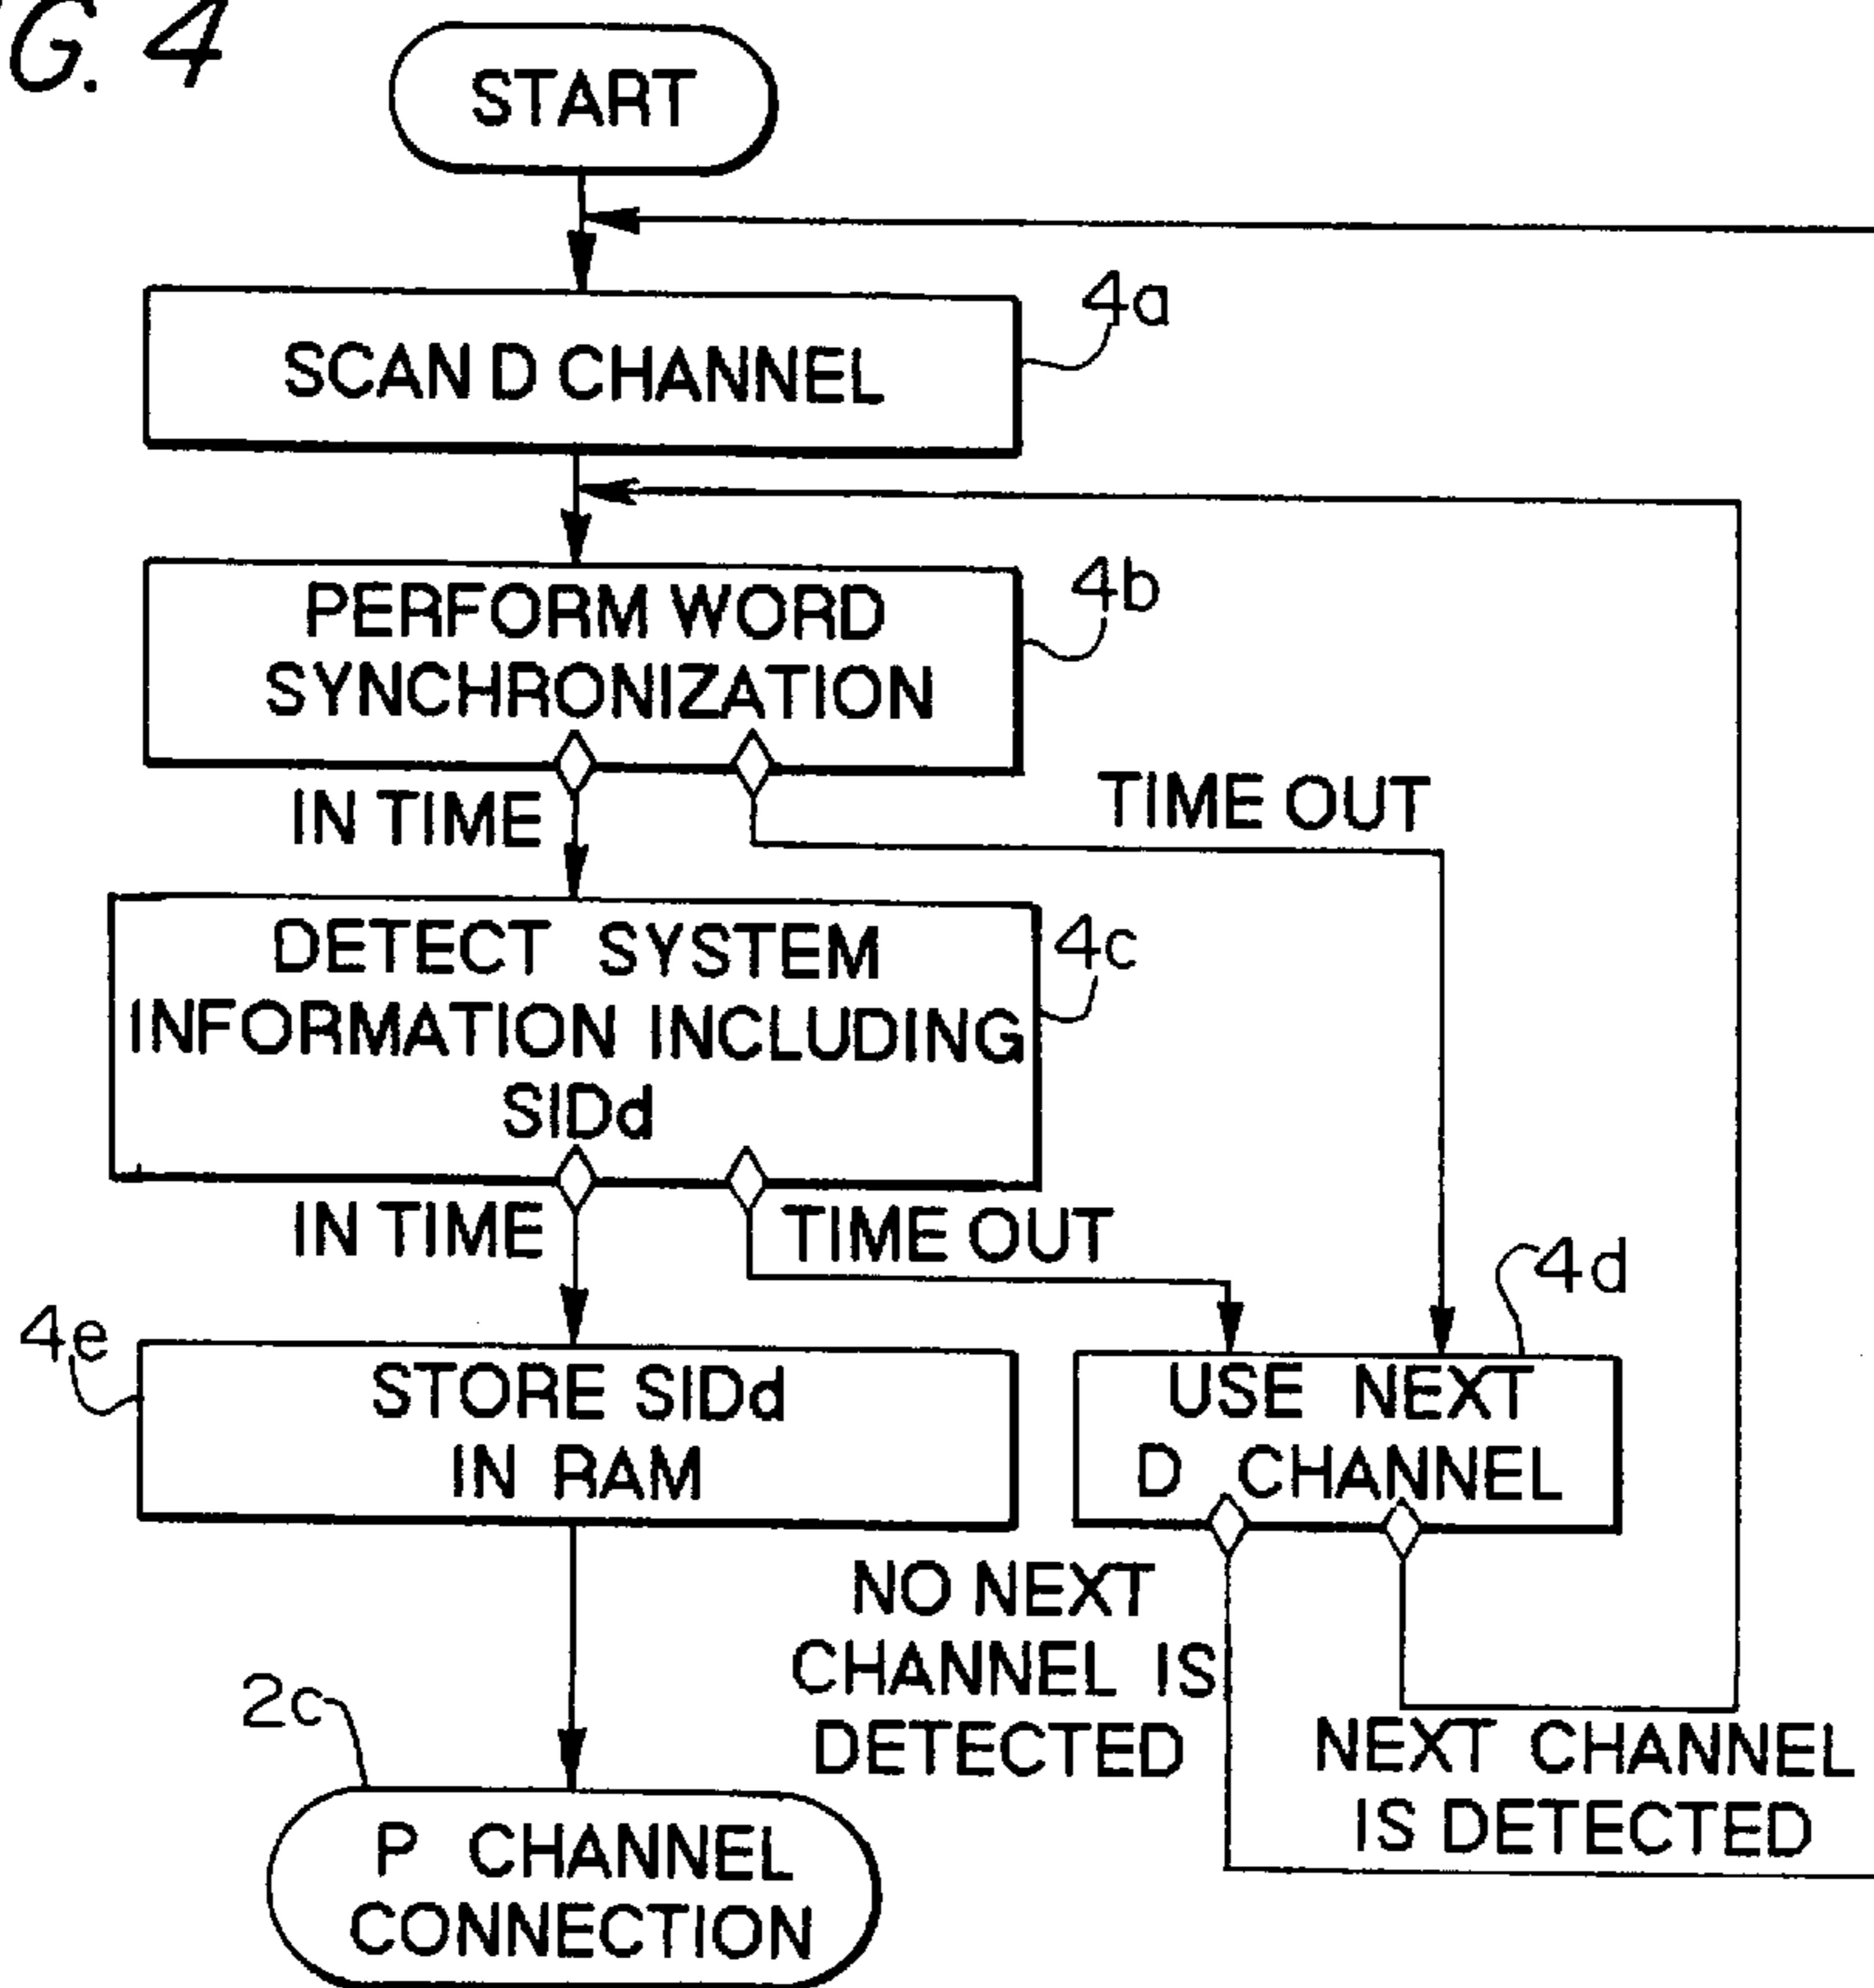 G. 4
START
4a
SCAN D CHANNEL
4b
PERFORM WORD
SYNCHRONIZATION
IN TIME
TIME OUT
DETECT SYSTEM
4c
INFORMATION INCLUDING
SIDd
IN TIME
TIME OUT
4d
4e
STORE SIDd
IN RAM
USE NEXT
D CHANNEL
NO NEXT
CHANNEL IS
DETECTED
NEXT CHANNEL
IS DETECTED
2c
P CHANNEL
CONNECTION